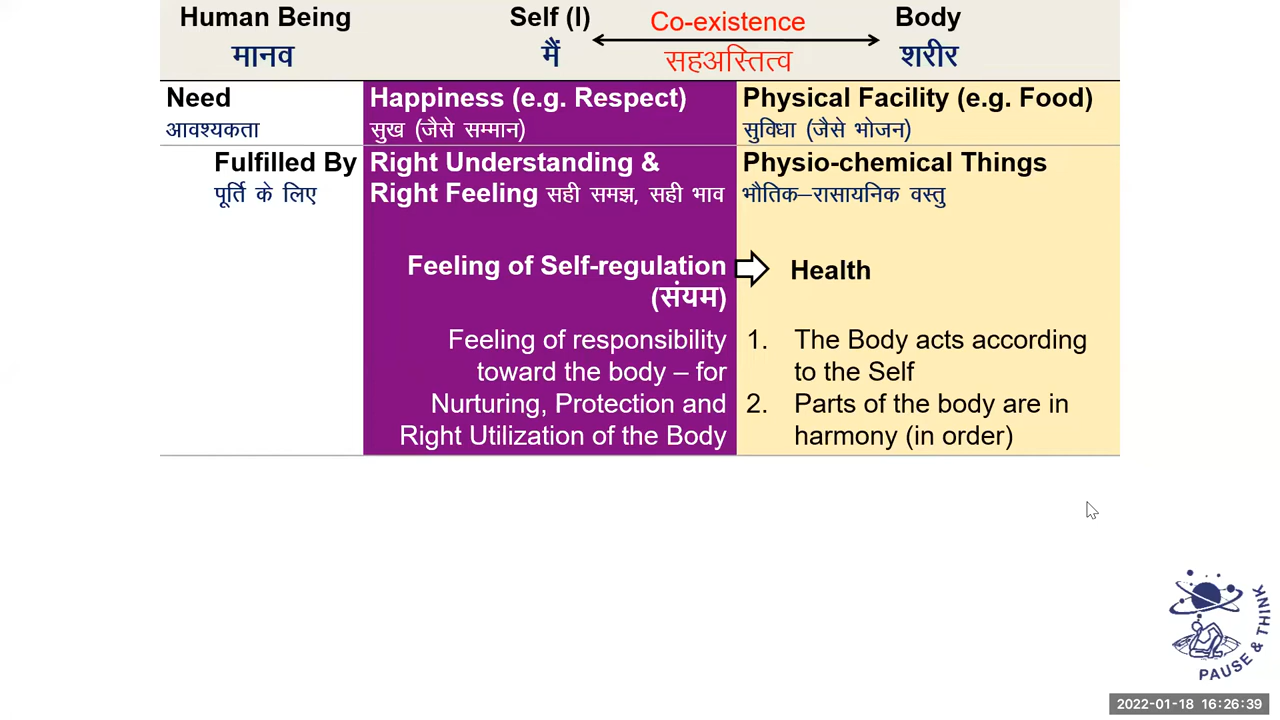 Human Being Self (I) Co-existence Body
मानव मैं सहअस्तित्व शरीर
Need Happiness (e.g. Respect) Physical Facility (e.g. Food)
आवश्यकता सुख (जैसे सम्मान) सुविधा (जैसे भोजन)
Fulfilled By Right Understanding & Physio-chemical Things
पूर्ति के लिए Right Feeling सही समझ, सही भाव भौतिक–रासायनिक वस्तु
Feeling of Self-regulation Health
(संयम)
Feeling of responsibility 1. The Body acts according
toward the body – for to the Self
Nurturing, Protection and 2. Parts of the body are in
Right Utilization of the Body harmony (in order)
PAUSE & THINK
2022-01-18 16:26:39